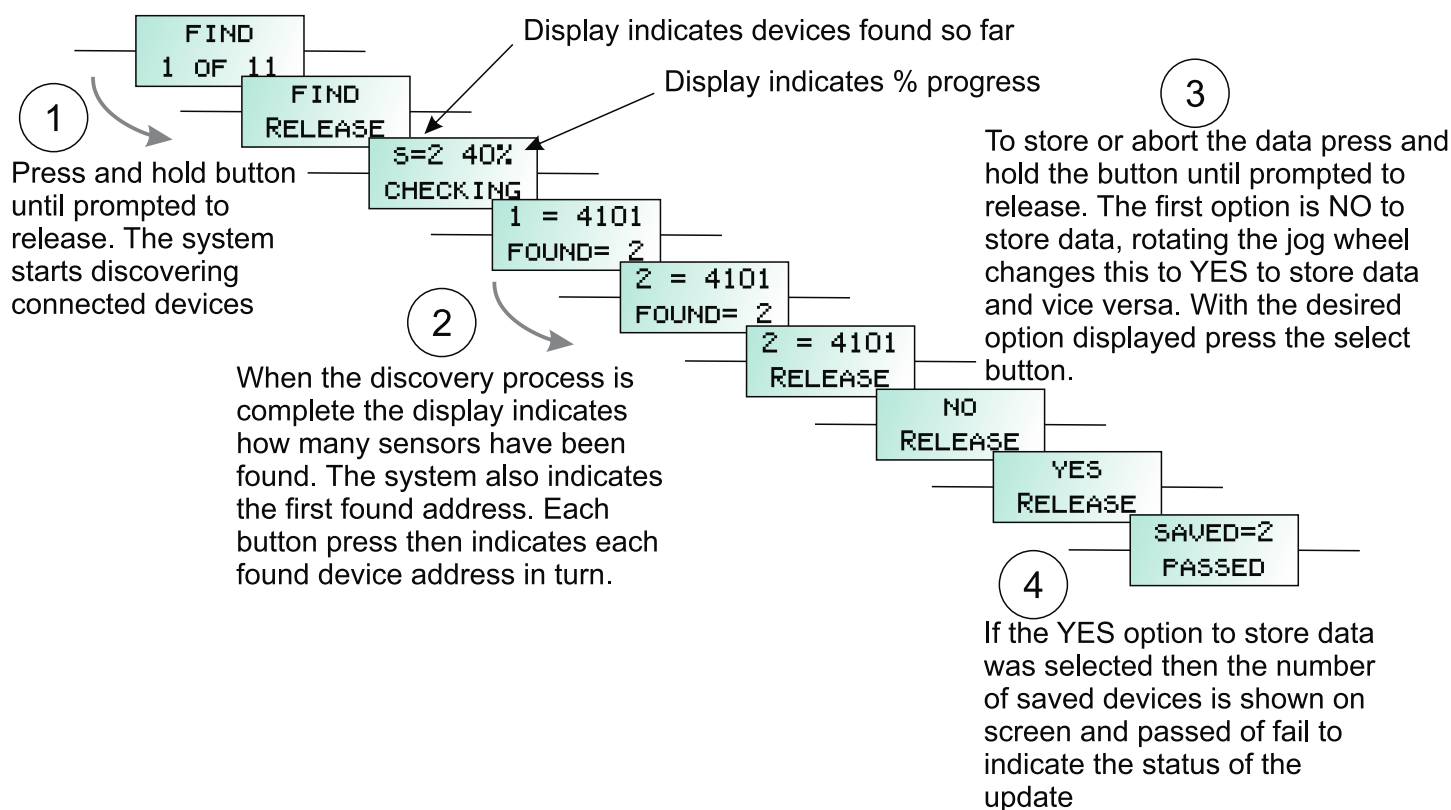 FIND
1 OF 11
FIND
RELEASE
S=2 40%
CHECKING
1 = 4101
FOUND= 2
2 = 4101
FOUND= 2
2 = 4101
RELEASE
NO
RELEASE
YES
RELEASE
SAVED=2
PASSED
Display indicates devices found so far
Display indicates % progress
1
Press and hold button
until prompted to
release. The system
starts discovering
connected devices
2
When the discovery process is
complete the display indicates
how many sensors have been
found. The system also indicates
the first found address. Each
button press then indicates each
found device address in turn.
3
To store or abort the data press and
hold the button until prompted to
release. The first option is NO to
store data, rotating the jog wheel
changes this to YES to store data
and vice versa. With the desired
option displayed press the select
button.
4
If the YES option to store data
was selected then the number
of saved devices is shown on
screen and passed of fail to
indicate the status of the
update